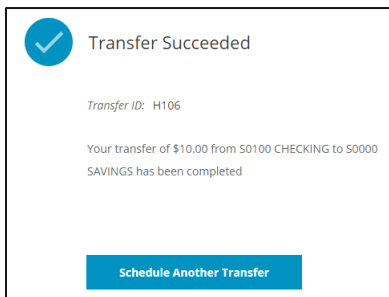 Transfer Succeeded
Transfer ID: H106
Your transfer of $10.00 from S0100 CHECKING to S0000
SAVINGS has been completed
Schedule Another Transfer